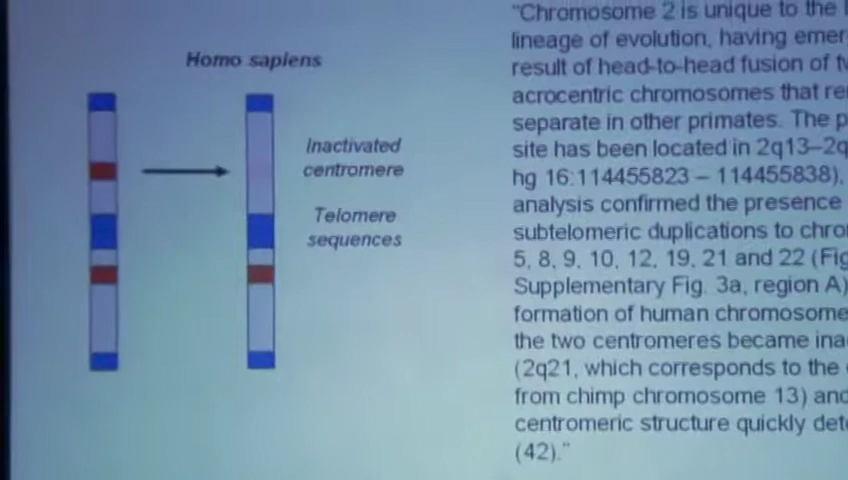 Homo sapiens
Inactivated
centromere
Telomere
sequences
"Chromosome 2 is unique to the
lineage of evolution, having emer
result of head-to-head fusion of tw
acrocentric chromosomes that re
separate in other primates. The p
site has been located in 2q13–2q
hg 16:114455823 – 114455838),
analysis confirmed the presence
subtelomeric duplications to chro
5, 8, 9, 10, 12, 19, 21 and 22 (Fig
Supplementary Fig. 3a, region A)
formation of human chromosome
the two centromeres became ina
(2q21, which corresponds to the
from chimp chromosome 13) and
centromeric structure quickly det
(42)."